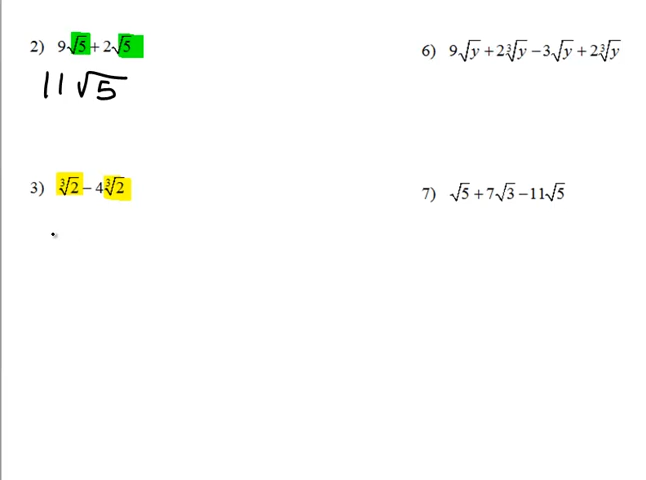 2) 9√5 + 2√5
11√5
3) ∛2 − 4∛2
6) 9√y + 2∛y − 3√y + 2∛y
7) √5 + 7√3 − 11√5